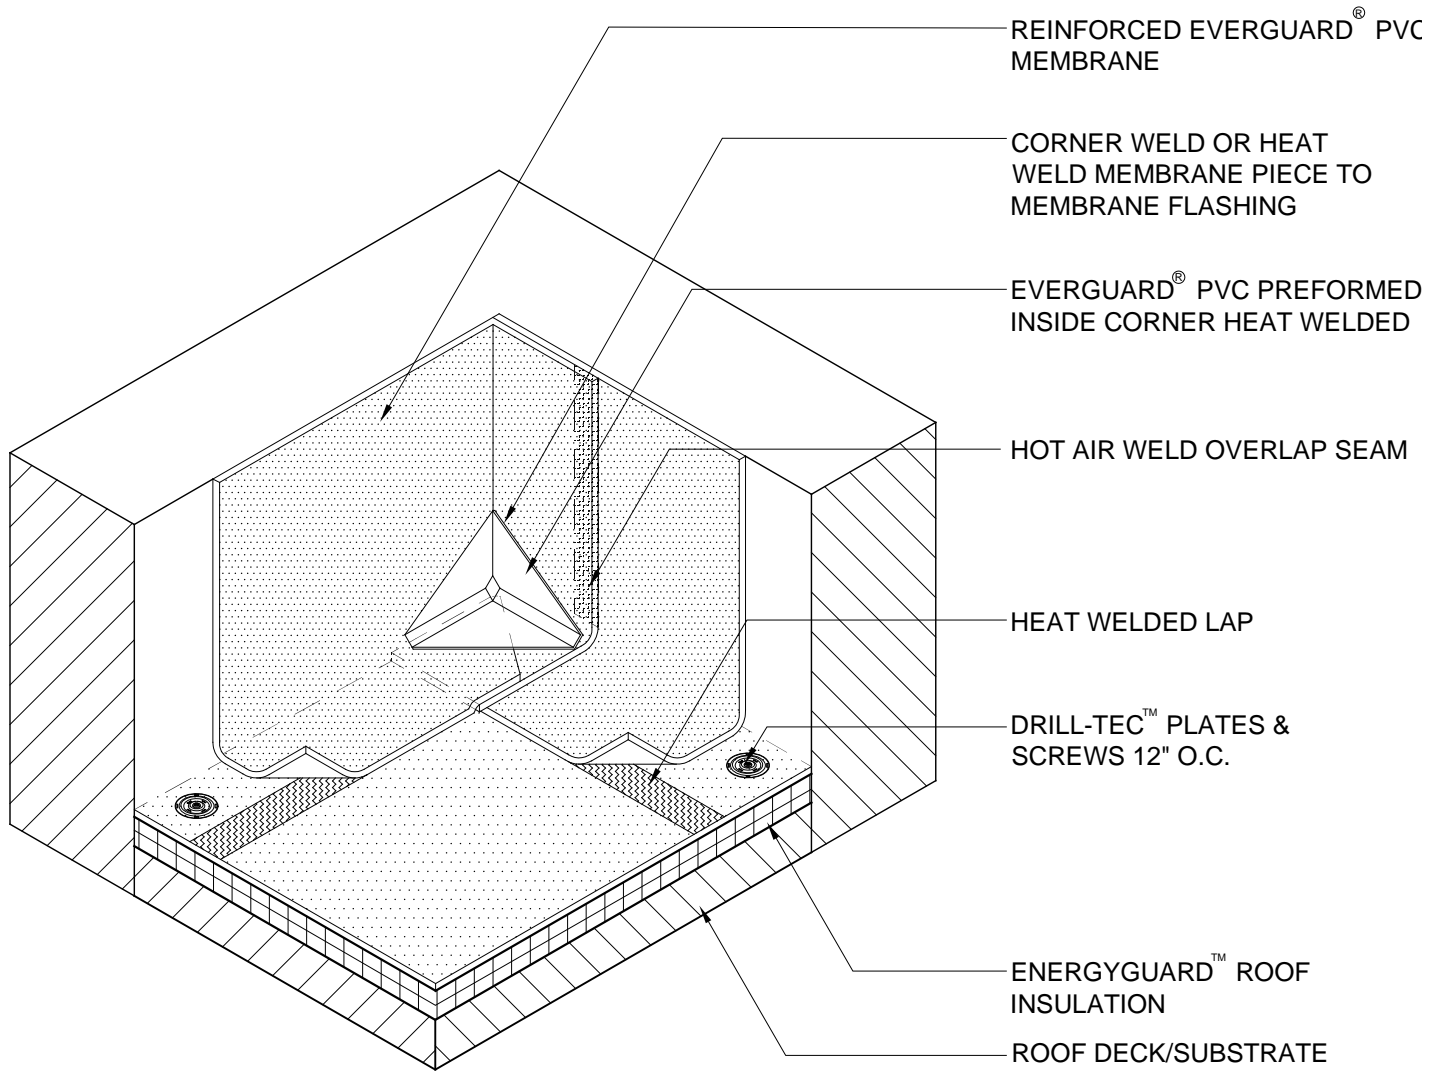 REINFORCED EVERGUARD® PVC
MEMBRANE
CORNER WELD OR HEAT
WELD MEMBRANE PIECE TO
MEMBRANE FLASHING
EVERGUARD® PVC PREFORMED
INSIDE CORNER HEAT WELDED
HOT AIR WELD OVERLAP SEAM
HEAT WELDED LAP
DRILL-TEC™ PLATES &
SCREWS 12" O.C.
ENERGYGUARD™ ROOF
INSULATION
ROOF DECK/SUBSTRATE